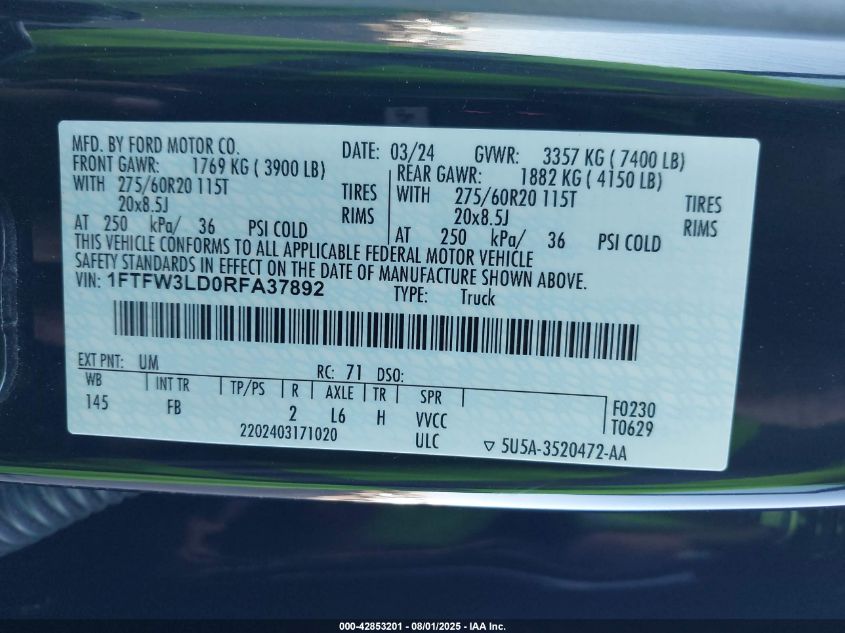 MFD. BY FORD MOTOR CO.
DATE: 03/24 GVWR: 3357 KG ( 7400 LB)
FRONT GAWR: 1769 KG ( 3900 LB)
REAR GAWR: 1882 KG ( 4150 LB)
WITH 275/60R20 115T TIRES
WITH 275/60R20 115T TIRES
20x8.5J RIMS
20x8.5J RIMS
AT 250 kPa/ 36 PSI COLD
AT 250 kPa/ 36 PSI COLD
THIS VEHICLE CONFORMS TO ALL APPLICABLE FEDERAL MOTOR VEHICLE
SAFETY STANDARDS IN EFFECT ON THE DATE OF MANUFACTURE SHOWN ABOVE.
VIN: 1FTFW3LD0RFA37892 TYPE: Truck
EXT PNT: UM RC: 71 DSO:
WB INT TR TP/PS R AXLE TR SPR
145 FB 2 L6 H VVCC
F0230
T0629
2202403171020 ULC
▽ 5U5A-3520472-AA
000-42853201 - 08/01/2025 - IAA Inc.